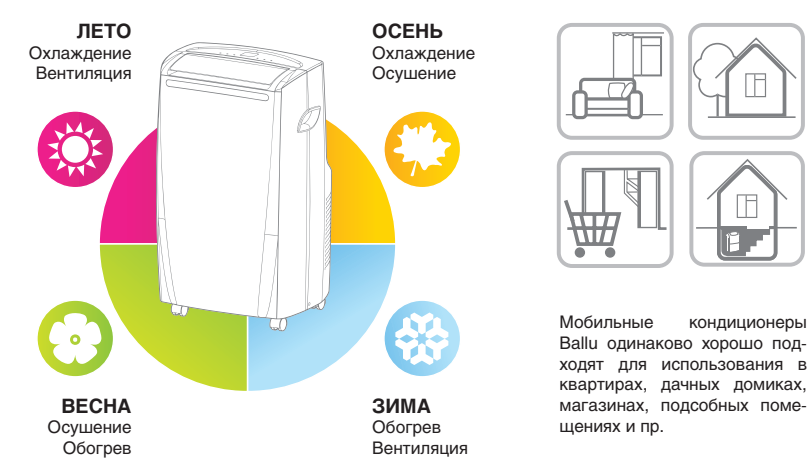 ЛЕТО
Охлаждение
Вентиляция
ОСЕНЬ
Охлаждение
Осушение
ВЕСНА
Осушение
Обогрев
ЗИМА
Обогрев
Вентиляция
Мобильные кондиционеры
Ballu одинаково хорошо под-
ходят для использования в
квартирах, дачных домиках,
магазинах, подсобных поме-
щениях и пр.